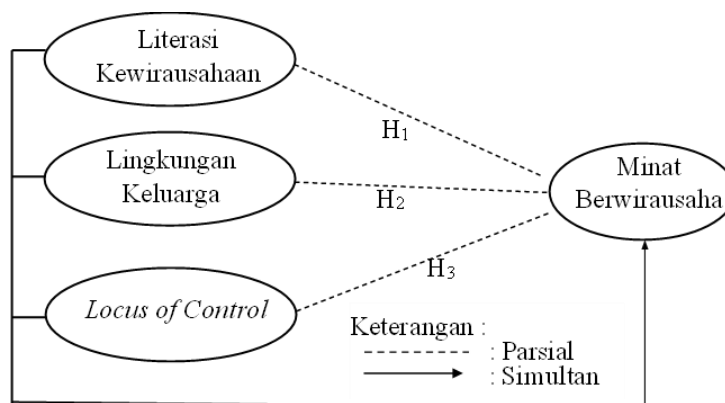 Literasi
Kewirausahaan
H₁
Lingkungan
Keluarga
H₂
Minat
Berwirausaha
Locus of Control
H₃
Keterangan :
: Parsial
: Simultan